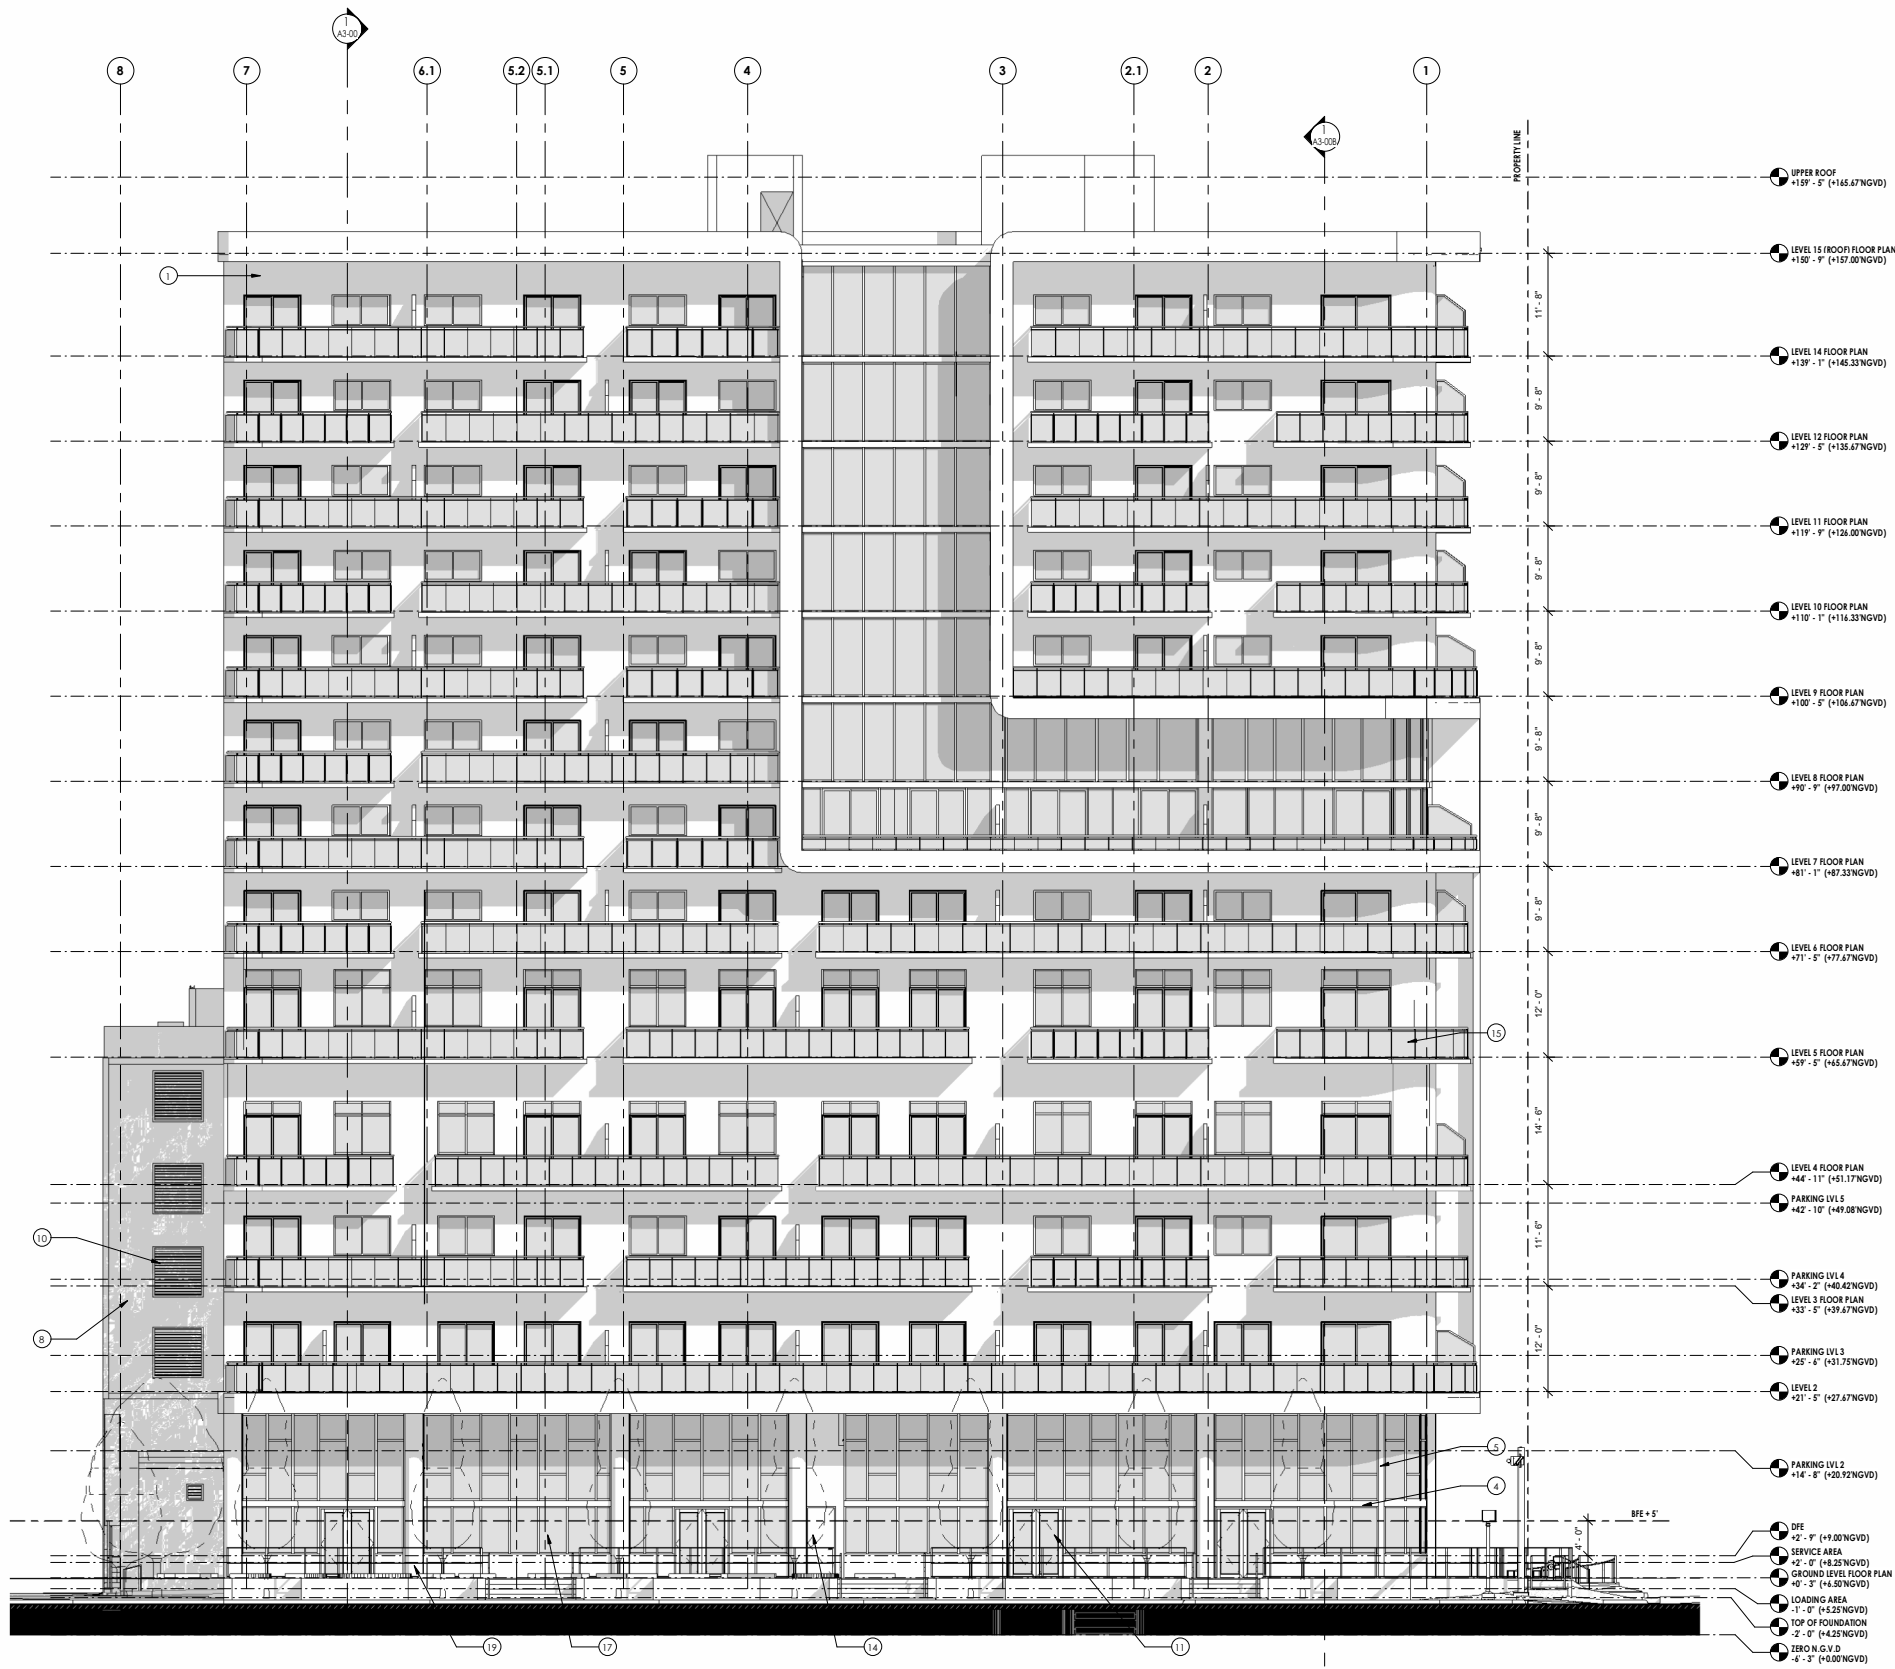 1
A3-00
8
7
6.1
5.2
5.1
5
4
3
2.1
2
1
1
A3-00B
PROPERTY LINE
UPPER ROOF
+159' - 5" (+165.67'NGVD)
LEVEL 15 (ROOF) FLOOR PLAN
+150' - 9" (+157.00'NGVD)
1
11' - 8"
LEVEL 14 FLOOR PLAN
+139' - 1" (+145.33'NGVD)
9' - 8"
LEVEL 12 FLOOR PLAN
+129' - 5" (+135.67'NGVD)
9' - 8"
LEVEL 11 FLOOR PLAN
+119' - 9" (+126.00'NGVD)
9' - 8"
LEVEL 10 FLOOR PLAN
+110' - 1" (+116.33'NGVD)
9' - 8"
LEVEL 9 FLOOR PLAN
+100' - 5" (+106.67'NGVD)
9' - 8"
LEVEL 8 FLOOR PLAN
+90' - 9" (+97.00'NGVD)
9' - 8"
LEVEL 7 FLOOR PLAN
+81' - 1" (+87.33'NGVD)
9' - 8"
LEVEL 6 FLOOR PLAN
+71' - 5" (+77.67'NGVD)
12' - 0"
15
LEVEL 5 FLOOR PLAN
+59' - 5" (+65.67'NGVD)
14' - 6"
LEVEL 4 FLOOR PLAN
+44' - 11" (+51.17'NGVD)
PARKING LVL 5
+42' - 10" (+49.08'NGVD)
11' - 6"
10
PARKING LVL 4
+34' - 2" (+40.42'NGVD)
LEVEL 3 FLOOR PLAN
+33' - 5" (+39.67'NGVD)
8
12' - 0"
PARKING LVL 3
+25' - 6" (+31.75'NGVD)
LEVEL 2
+21' - 5" (+27.67'NGVD)
5
PARKING LVL 2
+14' - 8" (+20.92'NGVD)
4
BFE + 5'
4' - 0"
DFE
+2' - 9" (+9.00'NGVD)
SERVICE AREA
+2' - 0" (+8.25'NGVD)
GROUND LEVEL FLOOR PLAN
+0' - 3" (+6.50'NGVD)
LOADING AREA
-1' - 0" (+5.25'NGVD)
TOP OF FOUNDATION
-2' - 0" (+4.25'NGVD)
ZERO N.G.V.D
-6' - 3" (+0.00'NGVD)
19
17
14
11